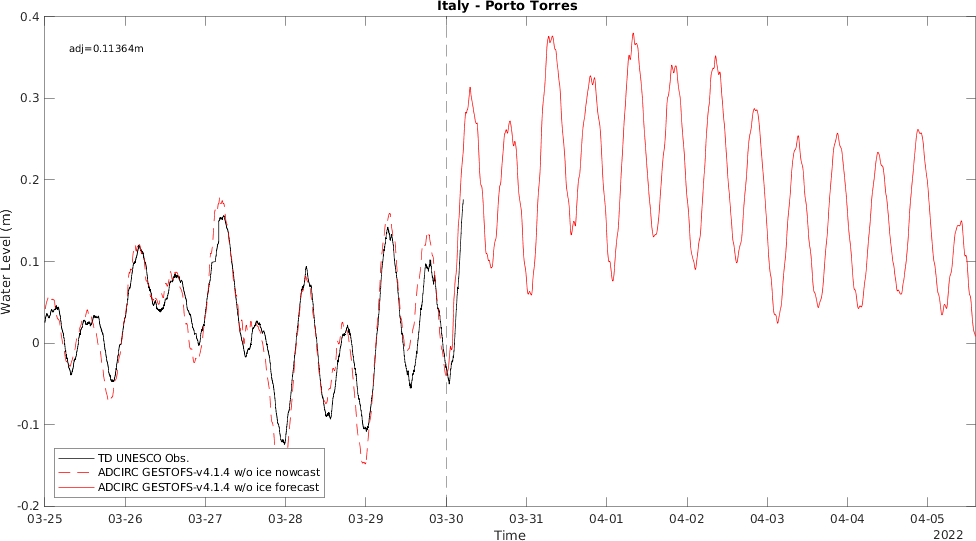 Italy - Porto Torres
adj=0.11364m
0.4
0.3
0.2
0.1
0
-0.1
-0.2
Water Level (m)
TD UNESCO Obs.
ADCIRC GESTOFS-v4.1.4 w/o ice nowcast
ADCIRC GESTOFS-v4.1.4 w/o ice forecast
03-25 03-26 03-27 03-28 03-29 03-30 03-31 04-01 04-02 04-03 04-04 04-05
Time
2022